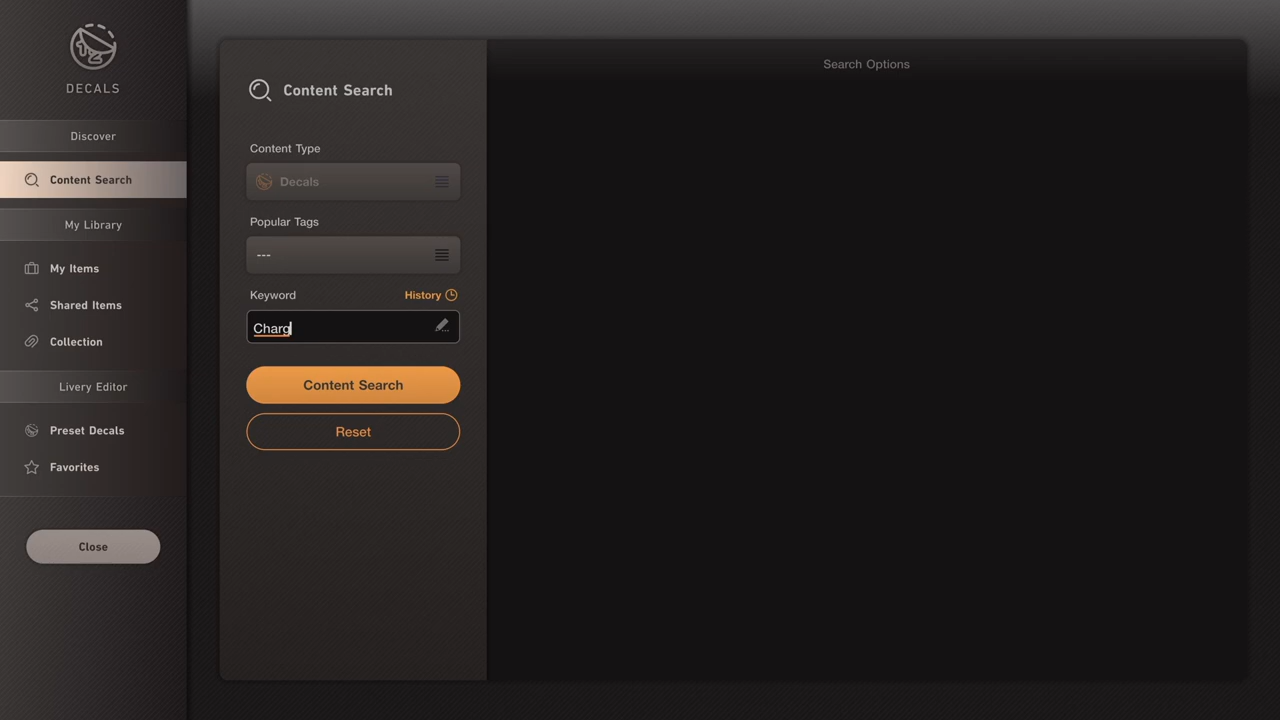 DECALS
Discover
Content Search
My Library
My Items
Shared Items
Collection
Livery Editor
Preset Decals
Favorites
Close
Content Search
Content Type
Decals
Popular Tags
---
Keyword
History
Charg
Content Search
Reset
Search Options